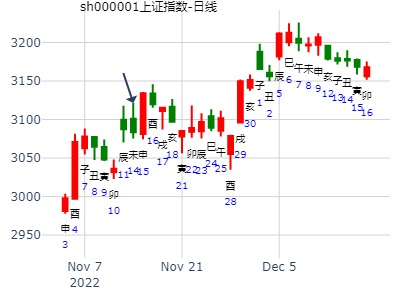 sh000001上证指数-日线
3200
3150
3100
3050
3000
2950
申
3
酉
4
子
7
丑
8
寅
9
卯
10
辰
11
未
14
申
15
酉
16
戌
17
亥
18
寅
21
卯
22
辰
23
巳
24
午
25
酉
28
戌
29
亥
30
子
1
丑
2
辰
5
巳
6
午
7
未
8
申
9
亥
12
子
13
丑
14
寅
15
卯
16
Nov 7
2022
Nov 21
Dec 5